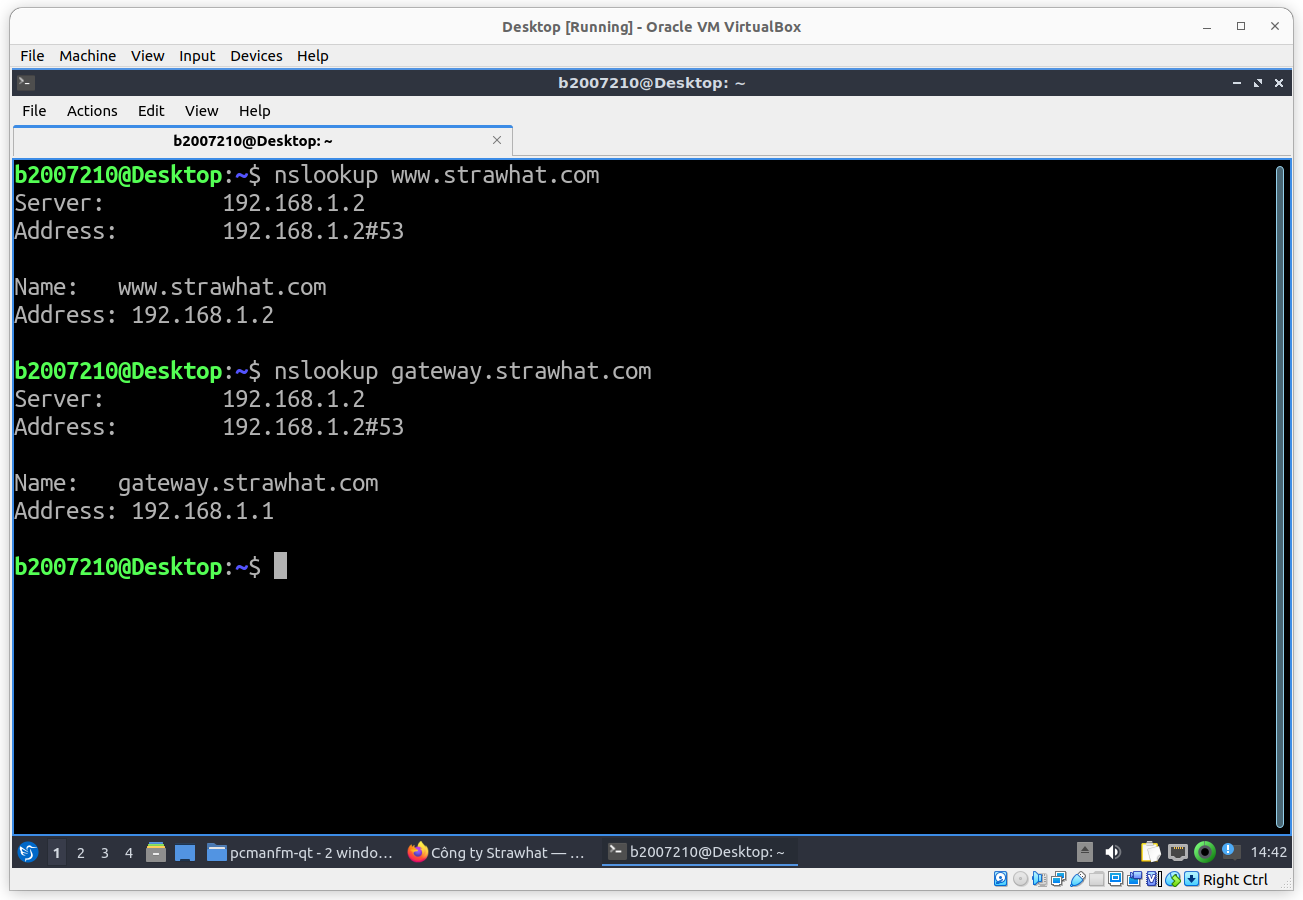 Desktop [Running] - Oracle VM VirtualBox
File Machine View Input Devices Help
b2007210@Desktop: ~
File Actions Edit View Help
b2007210@Desktop: ~
b2007210@Desktop:~$ nslookup www.strawhat.com
Server: 192.168.1.2
Address: 192.168.1.2#53
Name: www.strawhat.com
Address: 192.168.1.2
b2007210@Desktop:~$ nslookup gateway.strawhat.com
Server: 192.168.1.2
Address: 192.168.1.2#53
Name: gateway.strawhat.com
Address: 192.168.1.1
b2007210@Desktop:~$
1 2 3 4 pcmanfm-qt - 2 windo... Công ty Strawhat — ... b2007210@Desktop: ~ 14:42
Right Ctrl